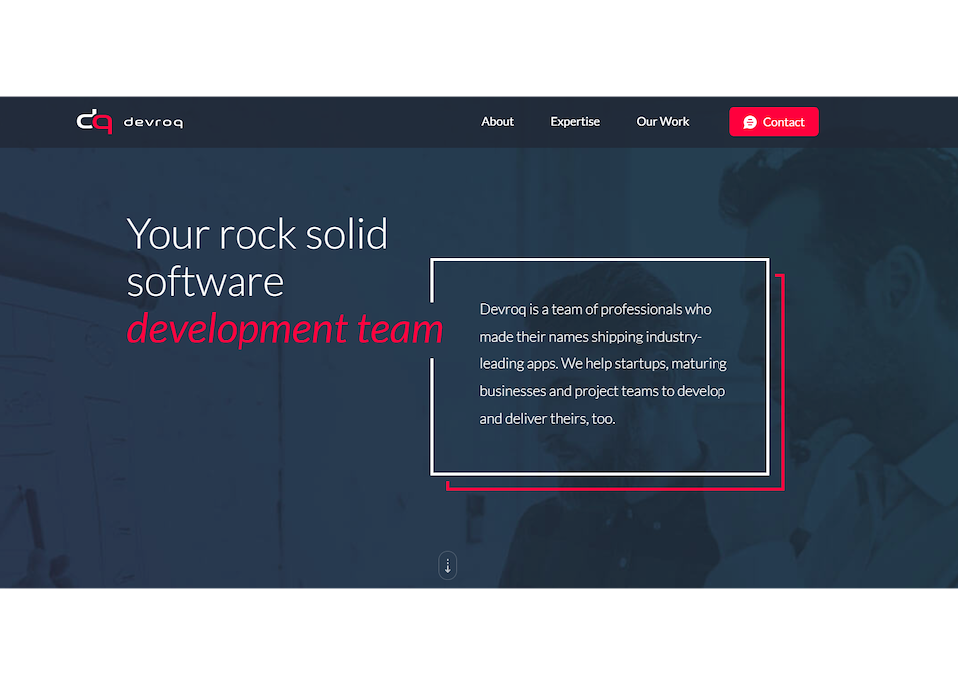 dq devroq
About Expertise Our Work Contact
Your rock solid
software
development team
Devroq is a team of professionals who
made their names shipping industry-
leading apps. We help startups, maturing
businesses and project teams to develop
and deliver theirs, too.